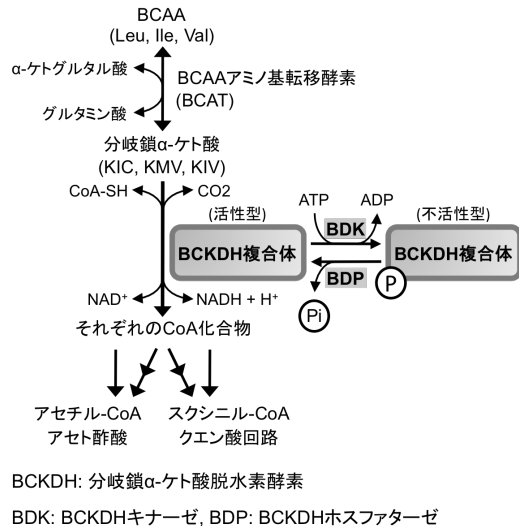 BCAA
(Leu, Ile, Val)
α-ケトグルタル酸
BCAAアミノ基転移酵素
(BCAT)
グルタミン酸
分岐鎖α-ケト酸
(KIC, KMV, KIV)
CoA-SH
CO2
ATP
ADP
(活性型)
(不活性型)
BDK
BCKDH複合体
BCKDH複合体
BDP
P
Pi
NAD⁺
NADH + H⁺
それぞれのCoA化合物
アセチル-CoA
アセト酢酸
スクシニル-CoA
クエン酸回路
BCKDH: 分岐鎖α-ケト酸脱水素酵素
BDK: BCKDHキナーゼ, BDP: BCKDHホスファターゼ